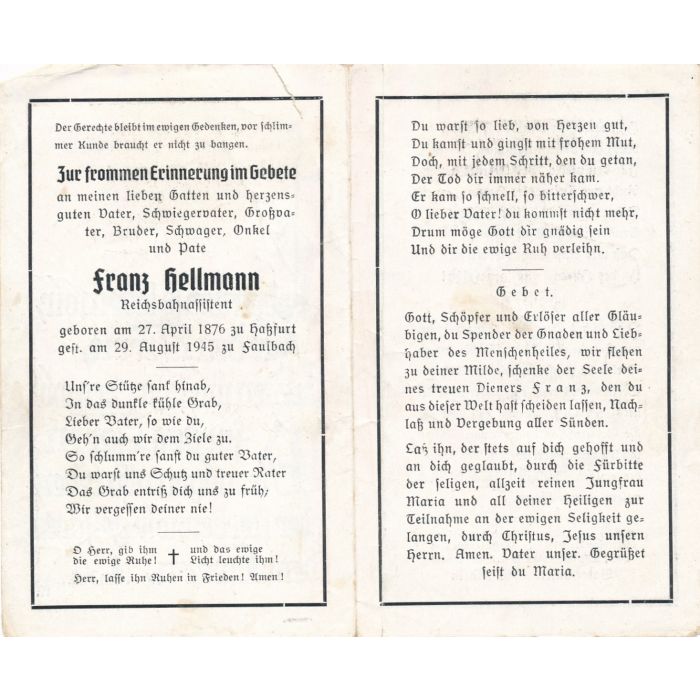 Der Gerechte bleibt im ewigen Gedenken, vor schlim=
mer Kunde braucht er nicht zu bangen.
Zur frommen Erinnerung im Gebete
an meinen lieben Gatten und herzens=
guten Vater, Schwiegervater, Großva=
ter, Bruder, Schwager, Onkel
und Pate
Franz Hellmann
Reichsbahnassistent
geboren am 27. April 1876 zu Haßfurt
gest. am 29. August 1945 zu Faulbach
Uns're Stütze sank hinab,
In das dunkle kühle Grab,
Lieber Vater, so wie du,
Geh'n auch wir dem Ziele zu.
So schlumm're sanft du guter Vater,
Du warst uns Schutz und treuer Rater
Das Grab entriß dich uns zu früh;
Wir vergessen deiner nie!
O Herr, gib ihm † und das ewige
die ewige Ruhe! Licht leuchte ihm!
Herr, lasse ihn Ruhen in Frieden! Amen!
Du warst so lieb, von Herzen gut,
Du kamst und gingst mit frohem Mut,
Doch, mit jedem Schritt, den du getan,
Der Tod dir immer näher kam.
Er kam so schnell, so bitterschwer,
O lieber Vater! du kommst nicht mehr,
Drum möge Gott dir gnädig sein
Und dir die ewige Ruh verleihn.
Gebet.
Gott, Schöpfer und Erlöser aller Gläu=
bigen, du Spender der Gnaden und Lieb=
haber des Menschenheiles, wir flehen
zu deiner Milde, schenke der Seele dei=
nes treuen Dieners Franz, den du
aus dieser Welt hast scheiden lassen, Nach=
laß und Vergebung aller Sünden.
Laß ihn, der stets auf dich gehofft und
an dich geglaubt, durch die Fürbitte
der seligen, allzeit reinen Jungfrau
Maria und all deiner Heiligen zur
Teilnahme an der ewigen Seligkeit ge=
langen, durch Christus, Jesus unsern
Herrn. Amen. Vater unser. Gegrüßet
seist du Maria.